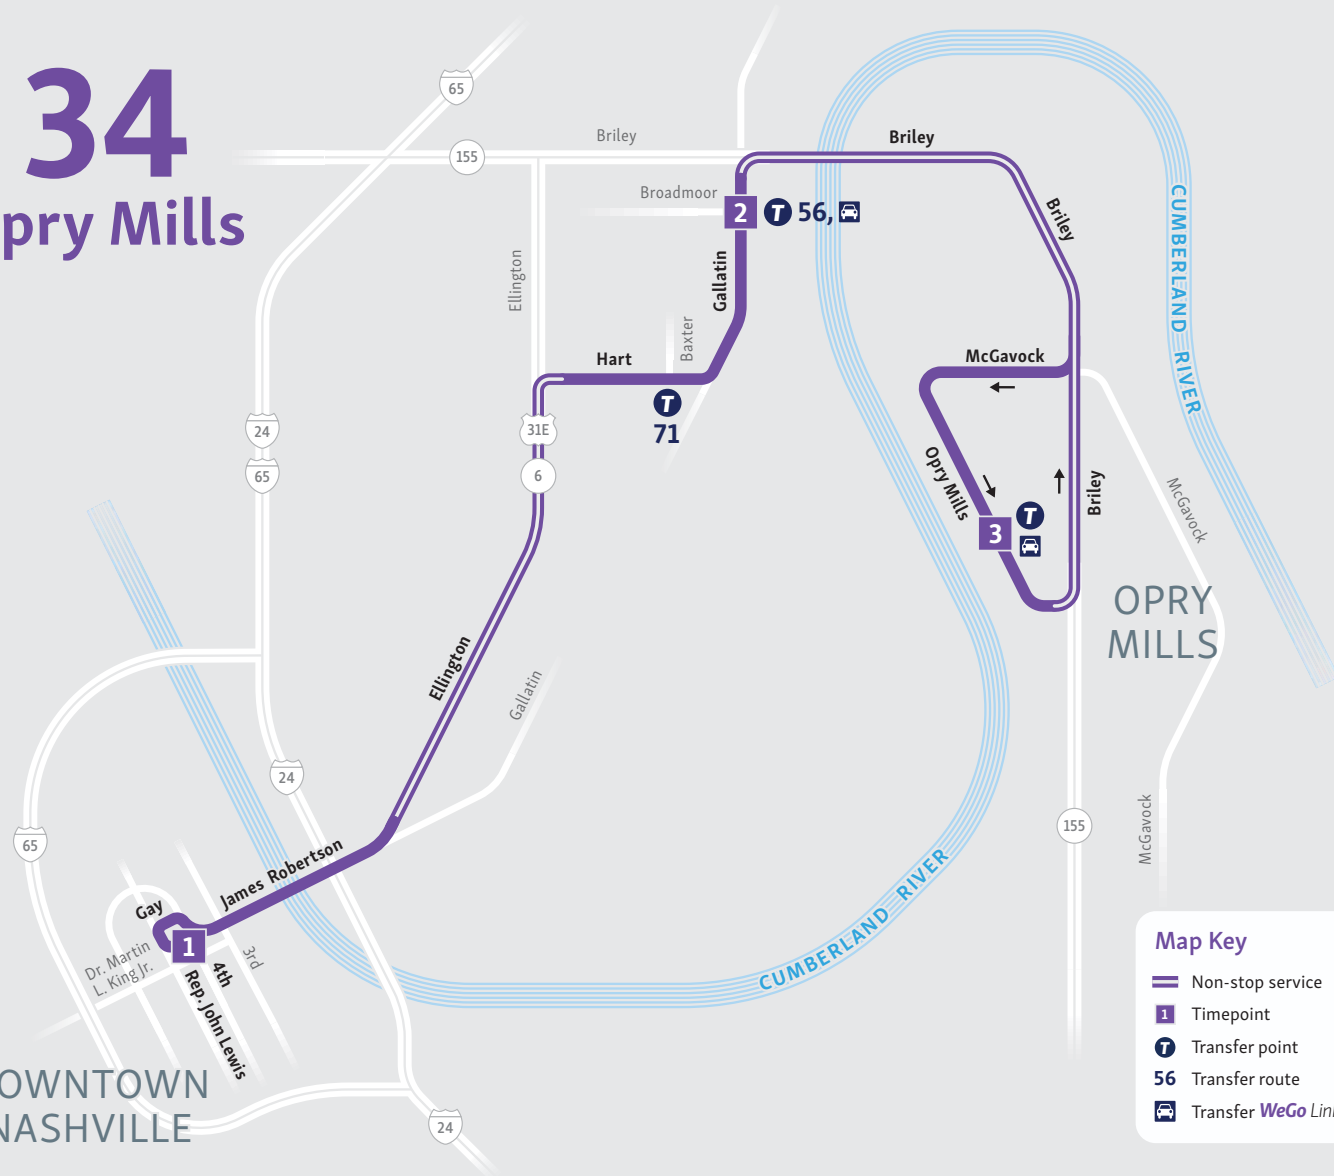 34
pry Mills
65
155
Briley
Briley
Broadmoor
2
T
56,
Briley
CUMBERLAND RIVER
Ellington
Gallatin
Baxter
Hart
T
71
McGavock
24
65
31E
6
Opry Mills
3
T
Briley
McGavock
OPRY
MILLS
Ellington
Gallatin
24
65
155
McGavock
James Robertson
Gay
1
Dr. Martin
L. King Jr.
4th
3rd
Rep. John Lewis
CUMBERLAND RIVER
OWNTOWN
NASHVILLE
24
Map Key
Non-stop service
1 Timepoint
T Transfer point
56 Transfer route
Transfer WeGo Lin